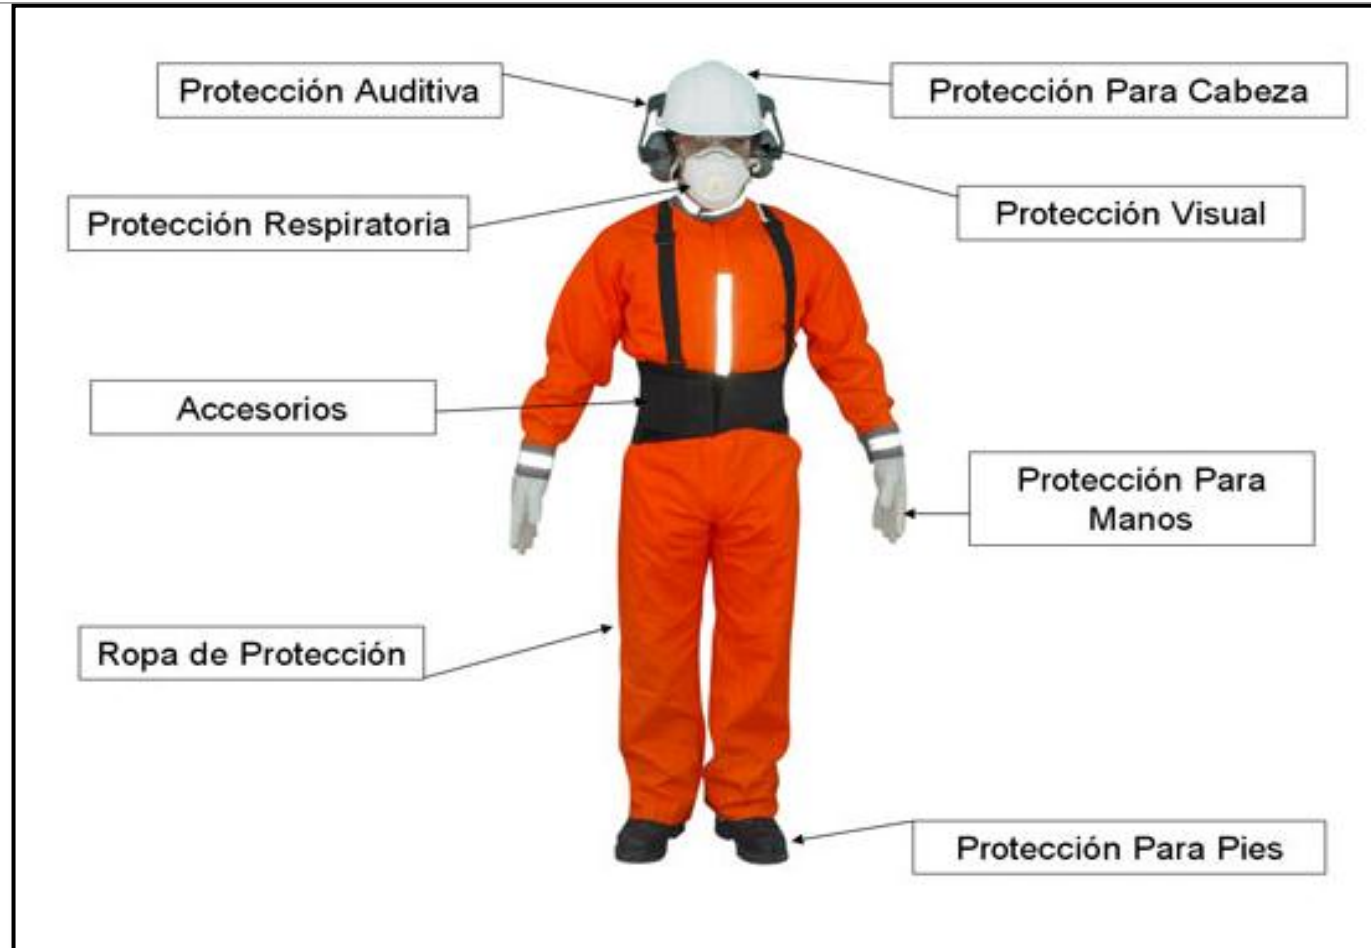 Protección Auditiva
Protección Para Cabeza
Protección Respiratoria
Protección Visual
Accesorios
Protección Para
Manos
Ropa de Protección
Protección Para Pies